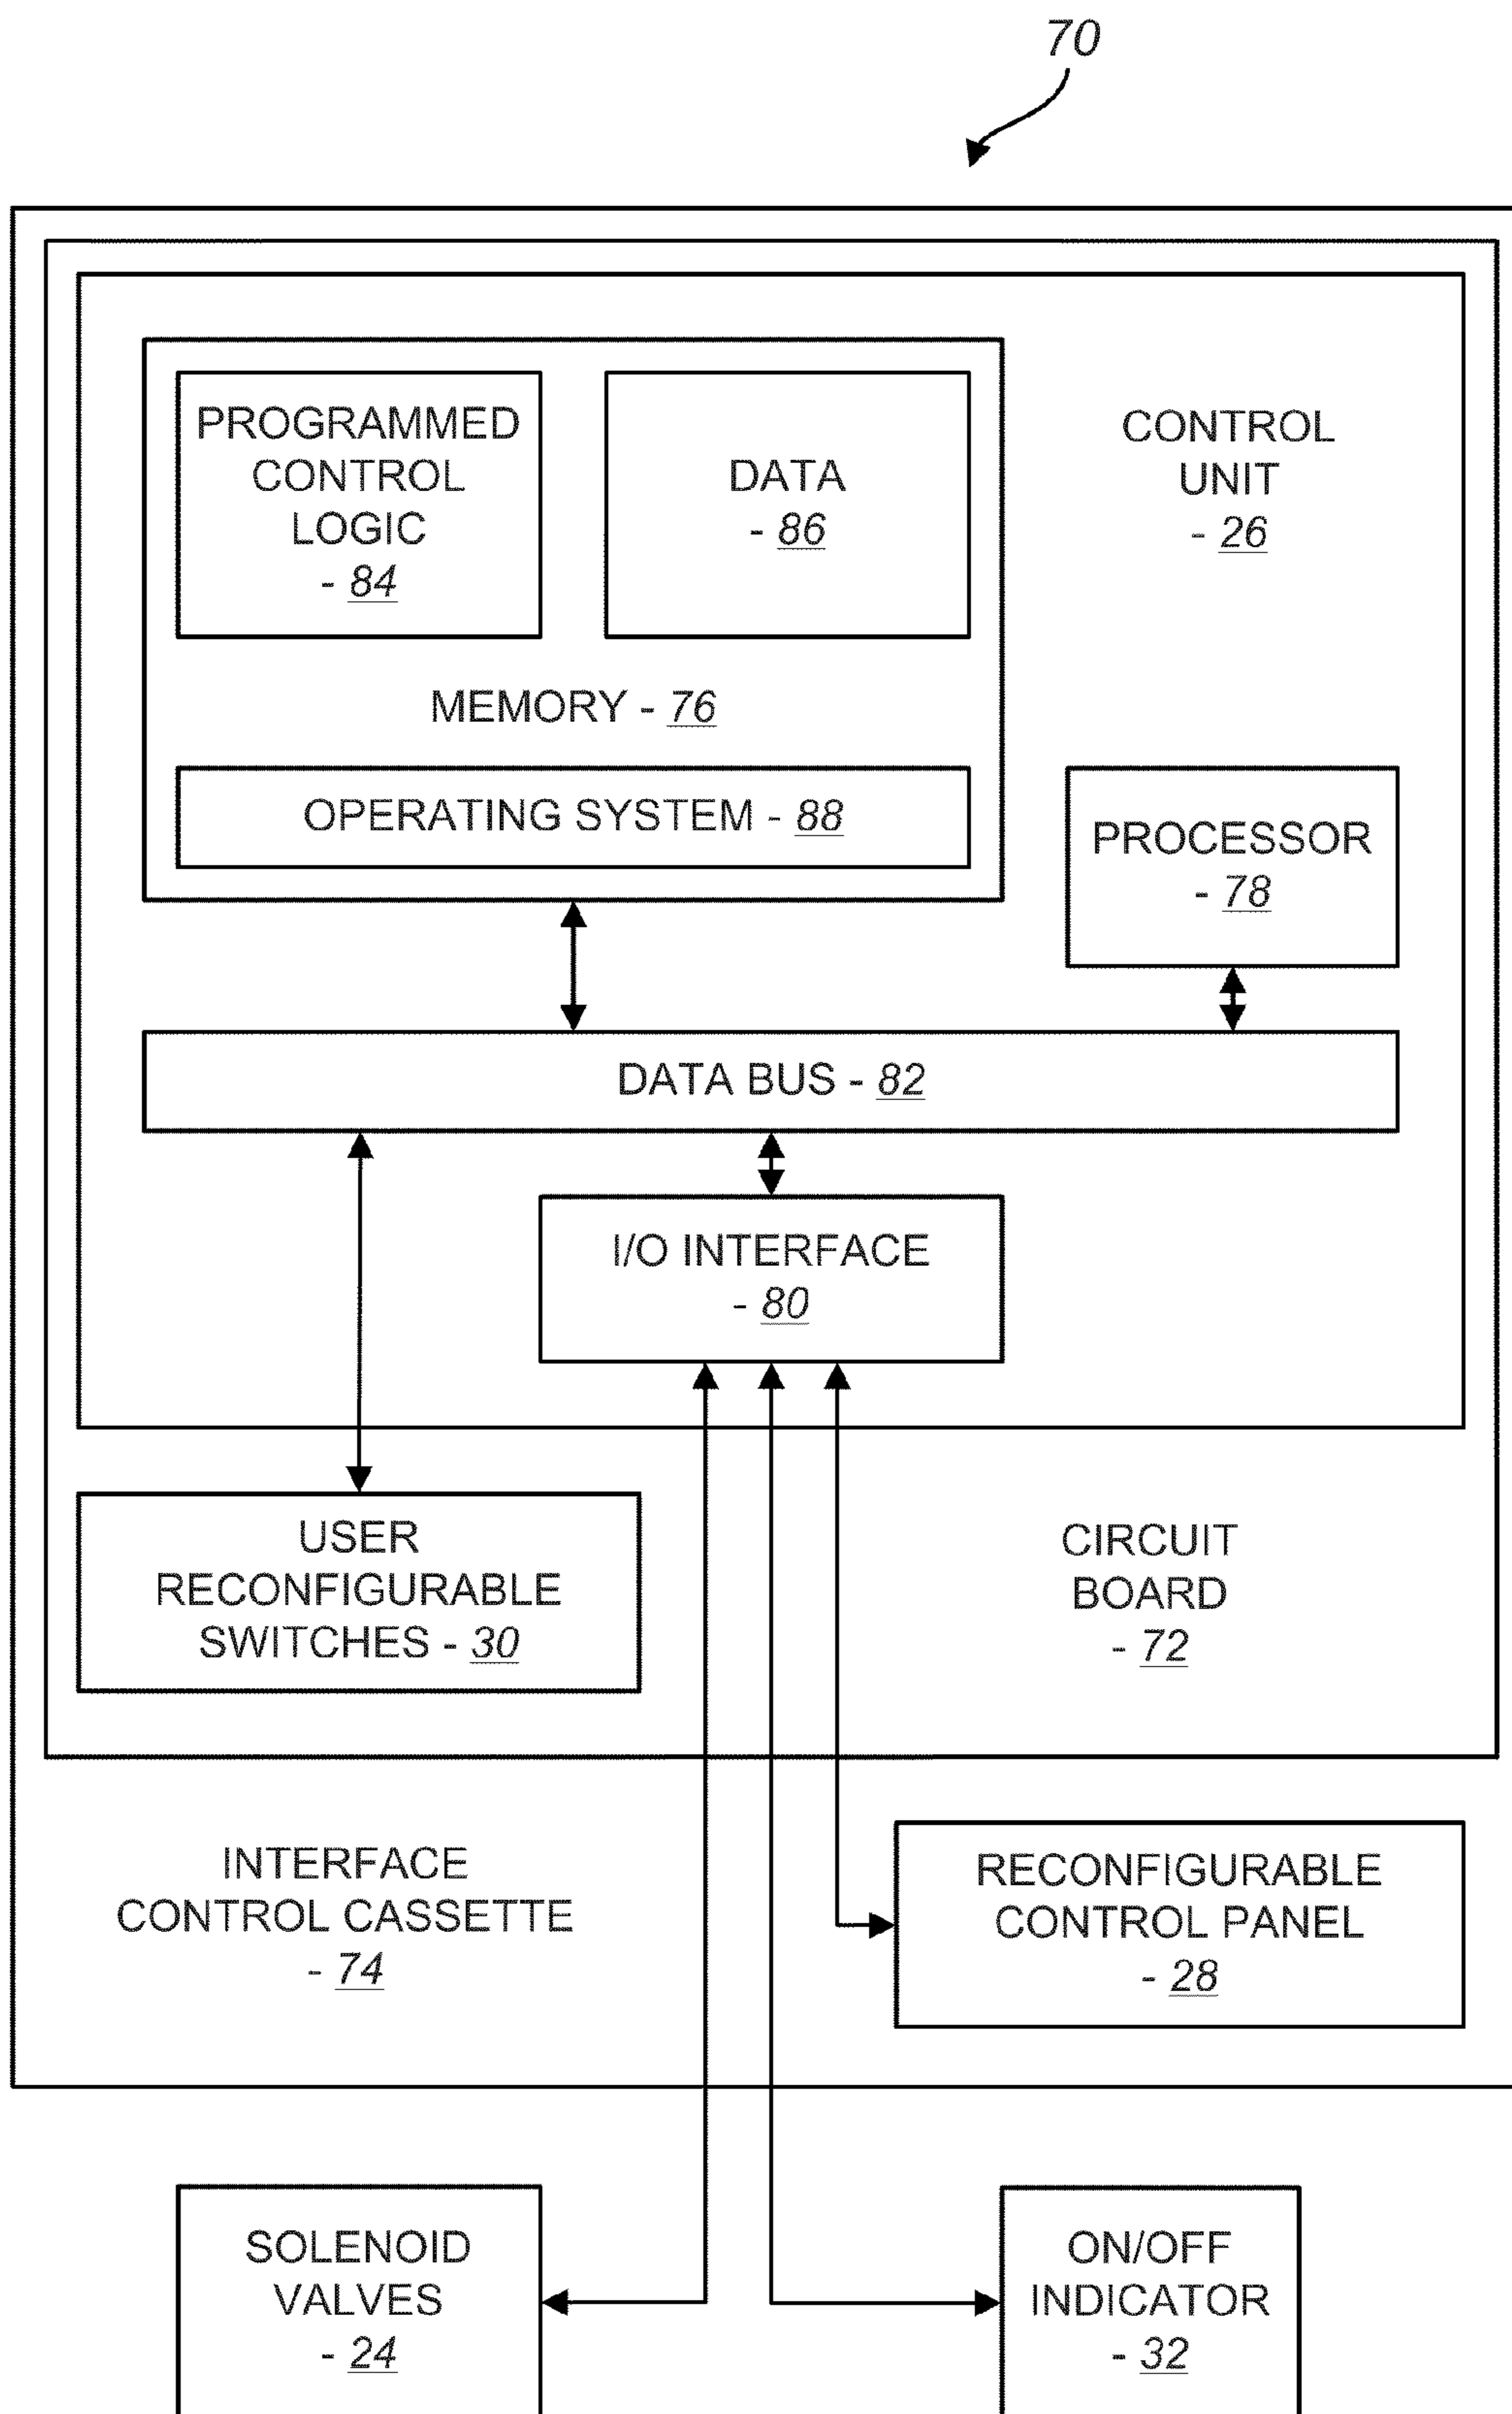 70
PROGRAMMED
CONTROL
LOGIC
- 84
DATA
- 86
CONTROL
UNIT
- 26
MEMORY - 76
OPERATING SYSTEM - 88
PROCESSOR
- 78
DATA BUS - 82
I/O INTERFACE
- 80
USER
RECONFIGURABLE
SWITCHES - 30
CIRCUIT
BOARD
- 72
INTERFACE
CONTROL CASSETTE
- 74
RECONFIGURABLE
CONTROL PANEL
- 28
SOLENOID
VALVES
- 24
ON/OFF
INDICATOR
- 32